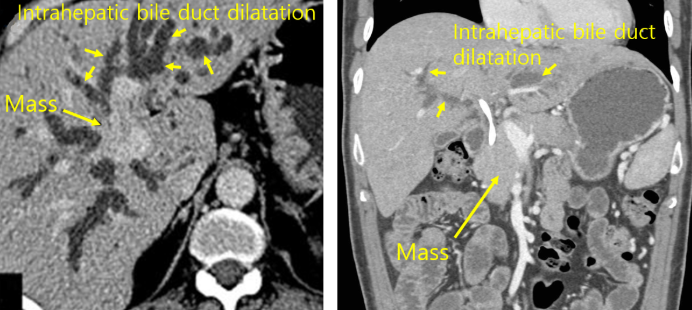 Intrahepatic bile duct dilatation
Mass
Intrahepatic bile duct
dilatation
Mass